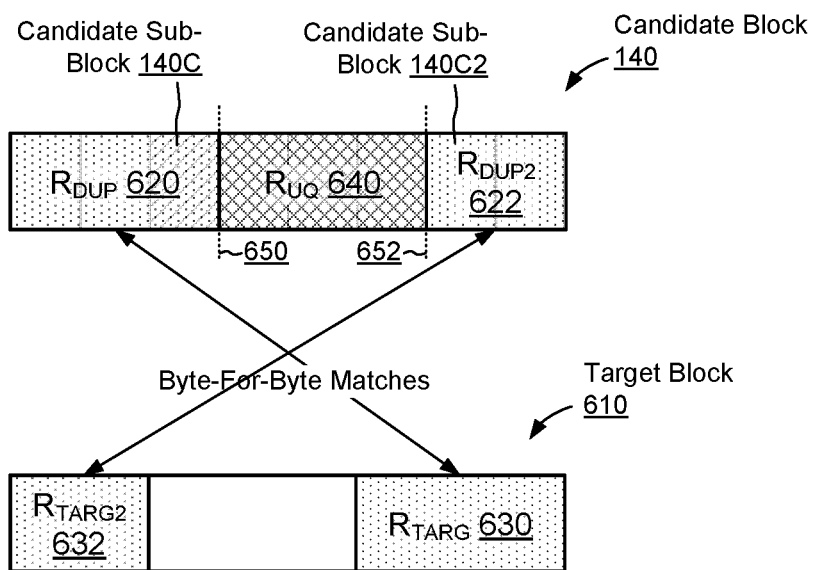 Candidate Sub-
Block 140C
Candidate Sub-
Block 140C2
Candidate Block
140
RDUP 620
RUQ 640
RDUP2
622
650
652
Byte-For-Byte Matches
Target Block
610
RTARG2
632
RTARG 630